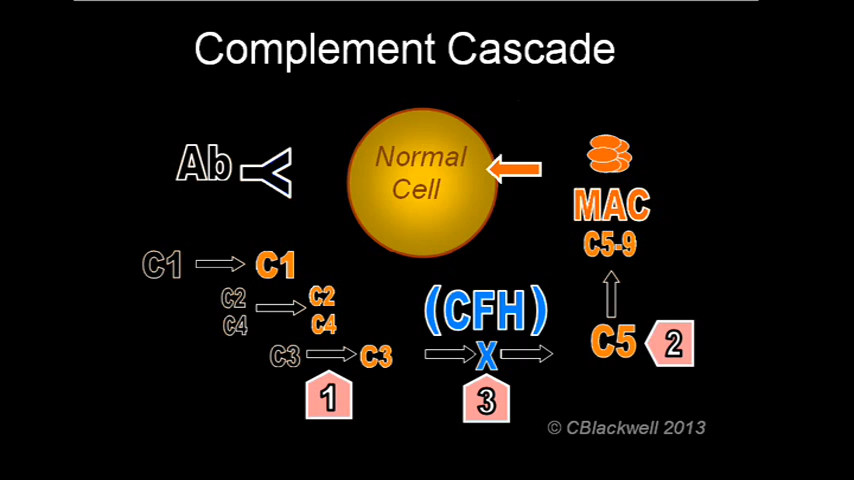 Complement Cascade
Ab
Normal
Cell
MAC
C5-9
C1 C1
C2 C2
C4 C4
(CFH)
C3 C3 X C5 2
1 3
© CBlackwell 2013